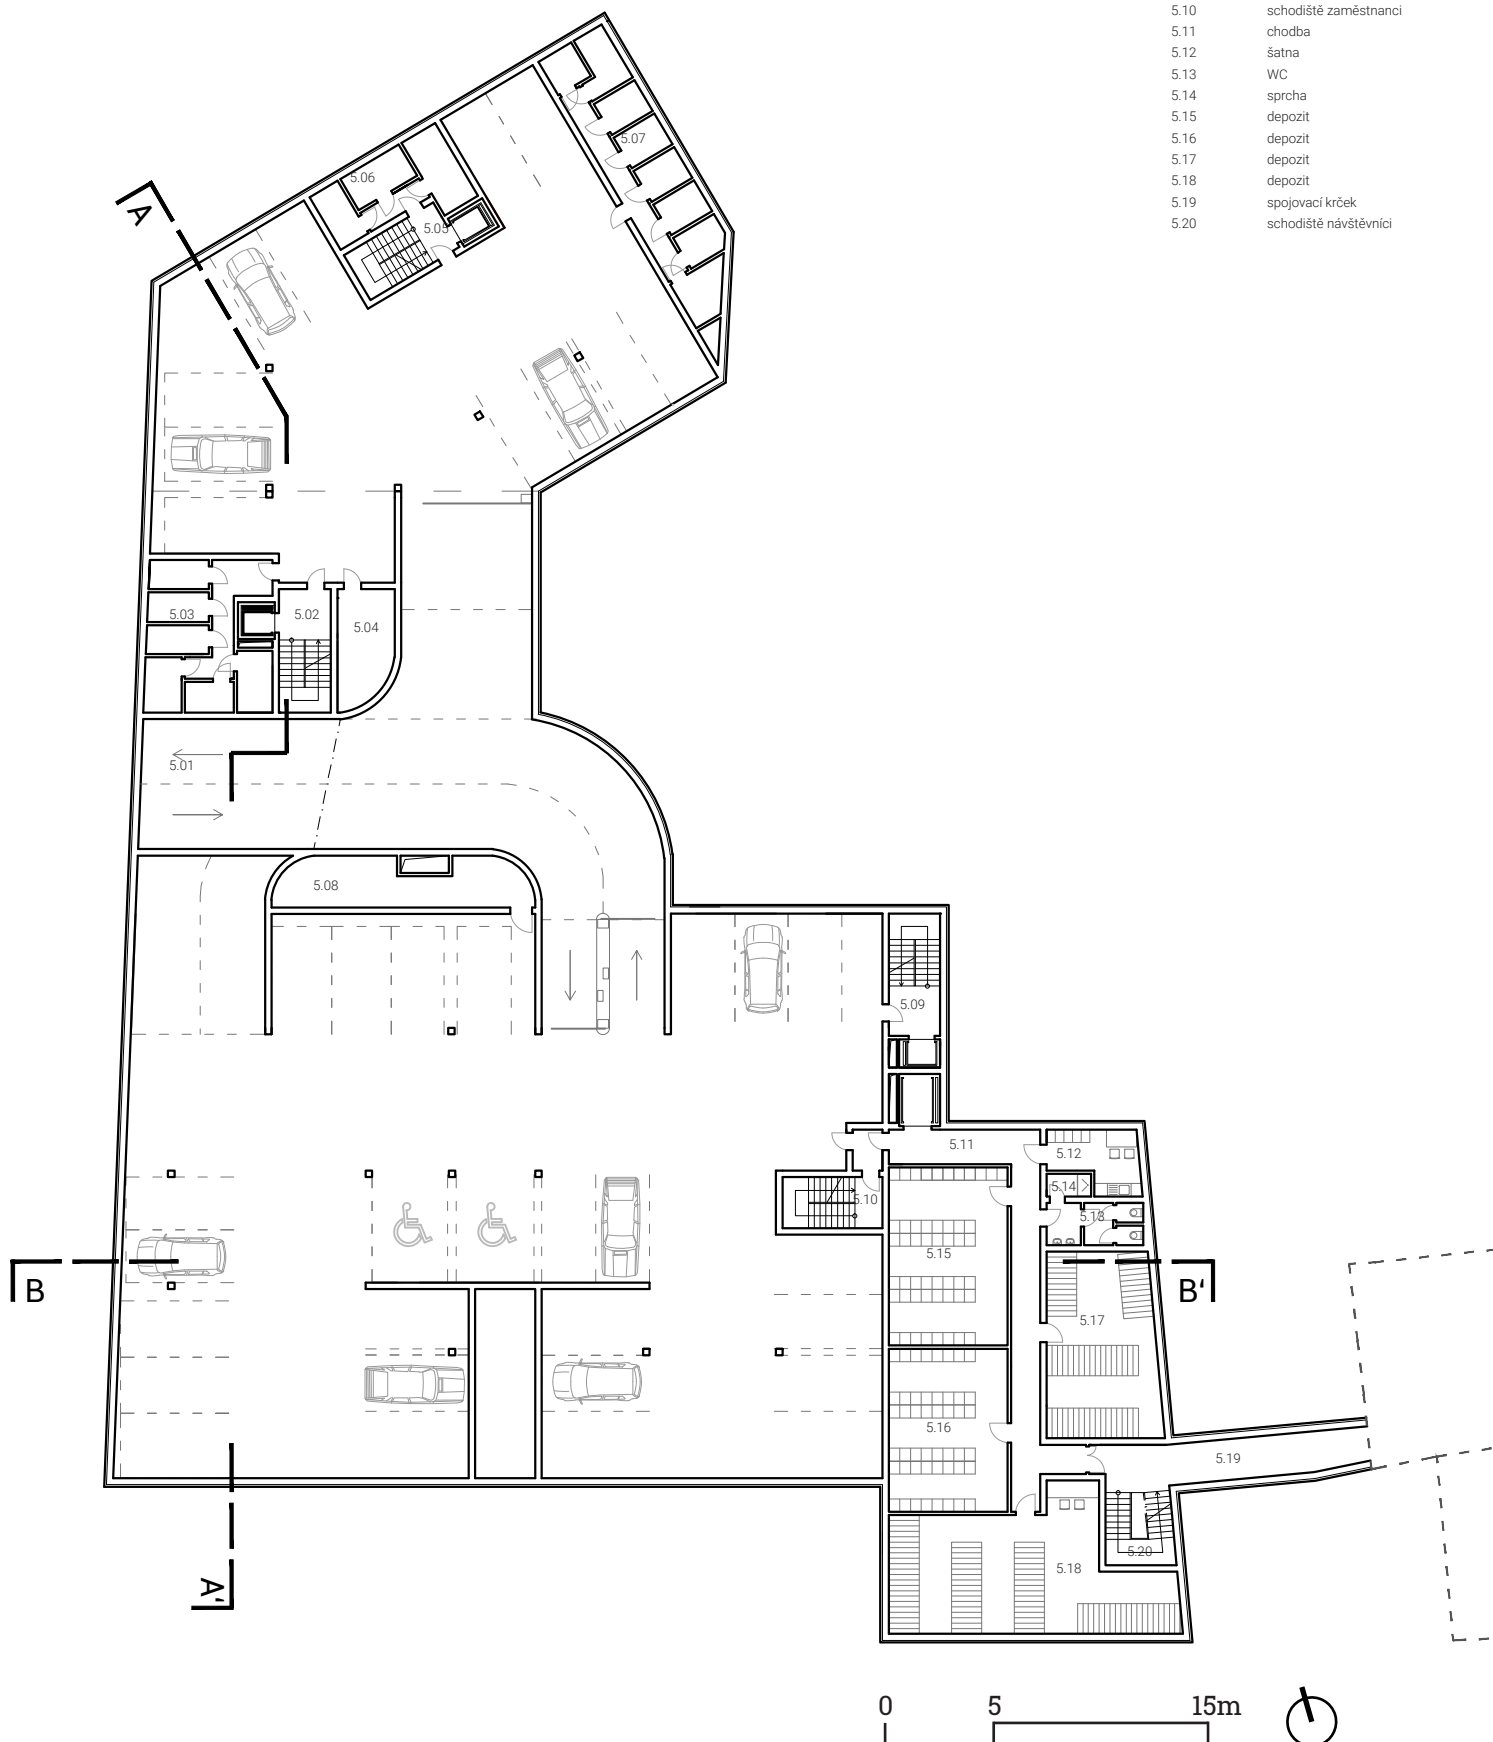 5.10 schodiště zaměstnanci
5.11 chodba
5.12 šatna
5.13 WC
5.14 sprcha
5.15 depozit
5.16 depozit
5.17 depozit
5.18 depozit
5.19 spojovací krček
5.20 schodiště návštěvníci
5.07
5.06
A
5.05
5.03
5.02
5.04
5.01
5.08
5.09
5.11
5.12
5.14
5.10
5.13
5.15
B
B'
5.17
5.16
5.19
5.20
5.18
A'
0 5 15m